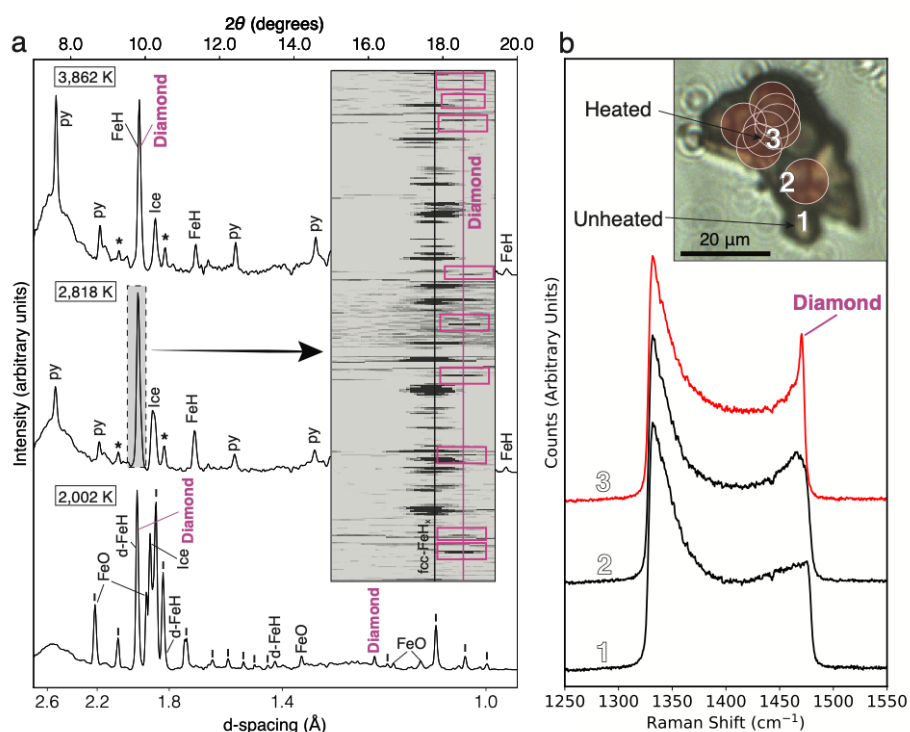 a
2θ (degrees)
8.0 10.0 12.0 14.0 16.0 18.0 20.0
3,862 K
py
py
*
FeH
Diamond
Ice
*
FeH
py
py
FeH
2,818 K
py
py
*
Ice
*
FeH
py
py
FeH
2,002 K
FeO
d-FeH
Diamond
Ice
d-FeH
d-FeH
FeO
Diamond
FeO
Diamond
fcc-FeHx
Intensity (arbitrary units)
2.6 2.2 1.8 1.4 1.0
d-spacing (Å)
b
Heated
3
2
Unheated
1
20 µm
Diamond
3
2
1
Counts (Arbitrary Units)
1250 1300 1350 1400 1450 1500 1550
Raman Shift (cm⁻¹)